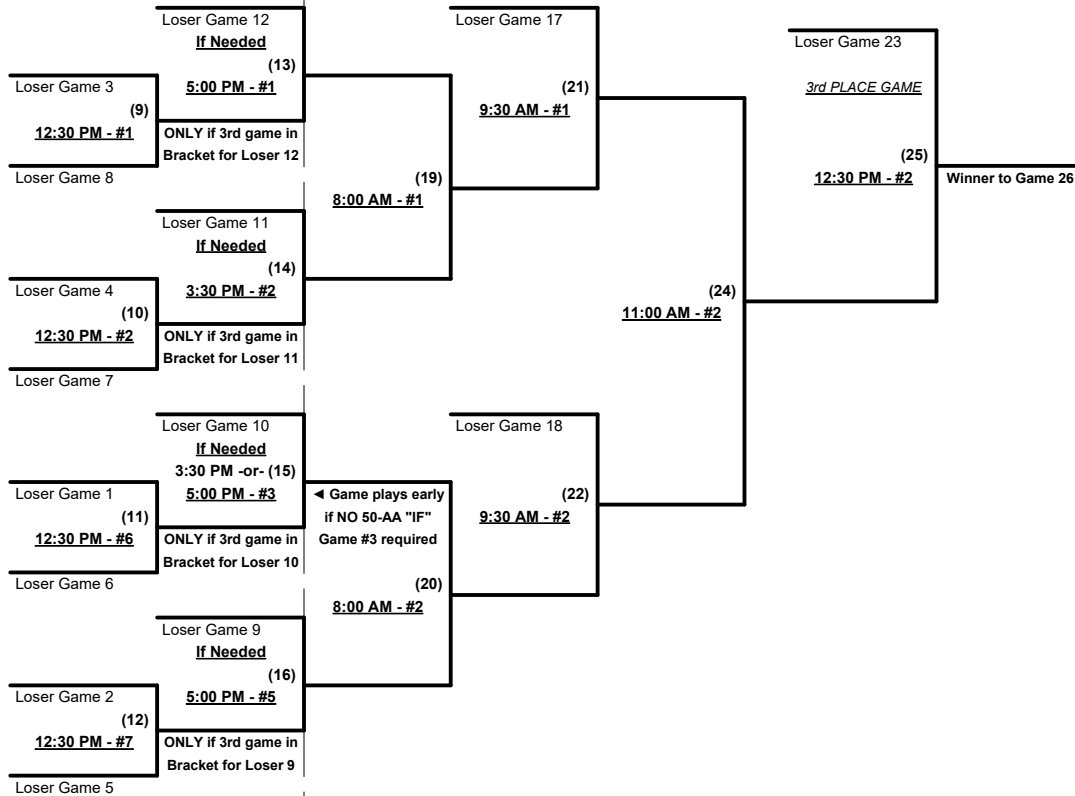 Loser Game 12
If Needed
(13)
5:00 PM - #1
Loser Game 3
(9)
12:30 PM - #1
ONLY if 3rd game in
Bracket for Loser 12
Loser Game 8
Loser Game 11
If Needed
(14)
3:30 PM - #2
Loser Game 4
(10)
12:30 PM - #2
ONLY if 3rd game in
Bracket for Loser 11
Loser Game 7
Loser Game 10
If Needed
3:30 PM -or- (15)
5:00 PM - #3
Loser Game 1
(11)
12:30 PM - #6
ONLY if 3rd game in
Bracket for Loser 10
Loser Game 6
Loser Game 9
If Needed
(16)
5:00 PM - #5
Loser Game 2
(12)
12:30 PM - #7
ONLY if 3rd game in
Bracket for Loser 9
Loser Game 5
(19)
8:00 AM - #1
◄ Game plays early
if NO 50-AA "IF"
Game #3 required
(20)
8:00 AM - #2
Loser Game 17
(21)
9:30 AM - #1
Loser Game 18
(22)
9:30 AM - #2
(24)
11:00 AM - #2
Loser Game 23
3rd PLACE GAME
(25)
12:30 PM - #2
Winner to Game 26